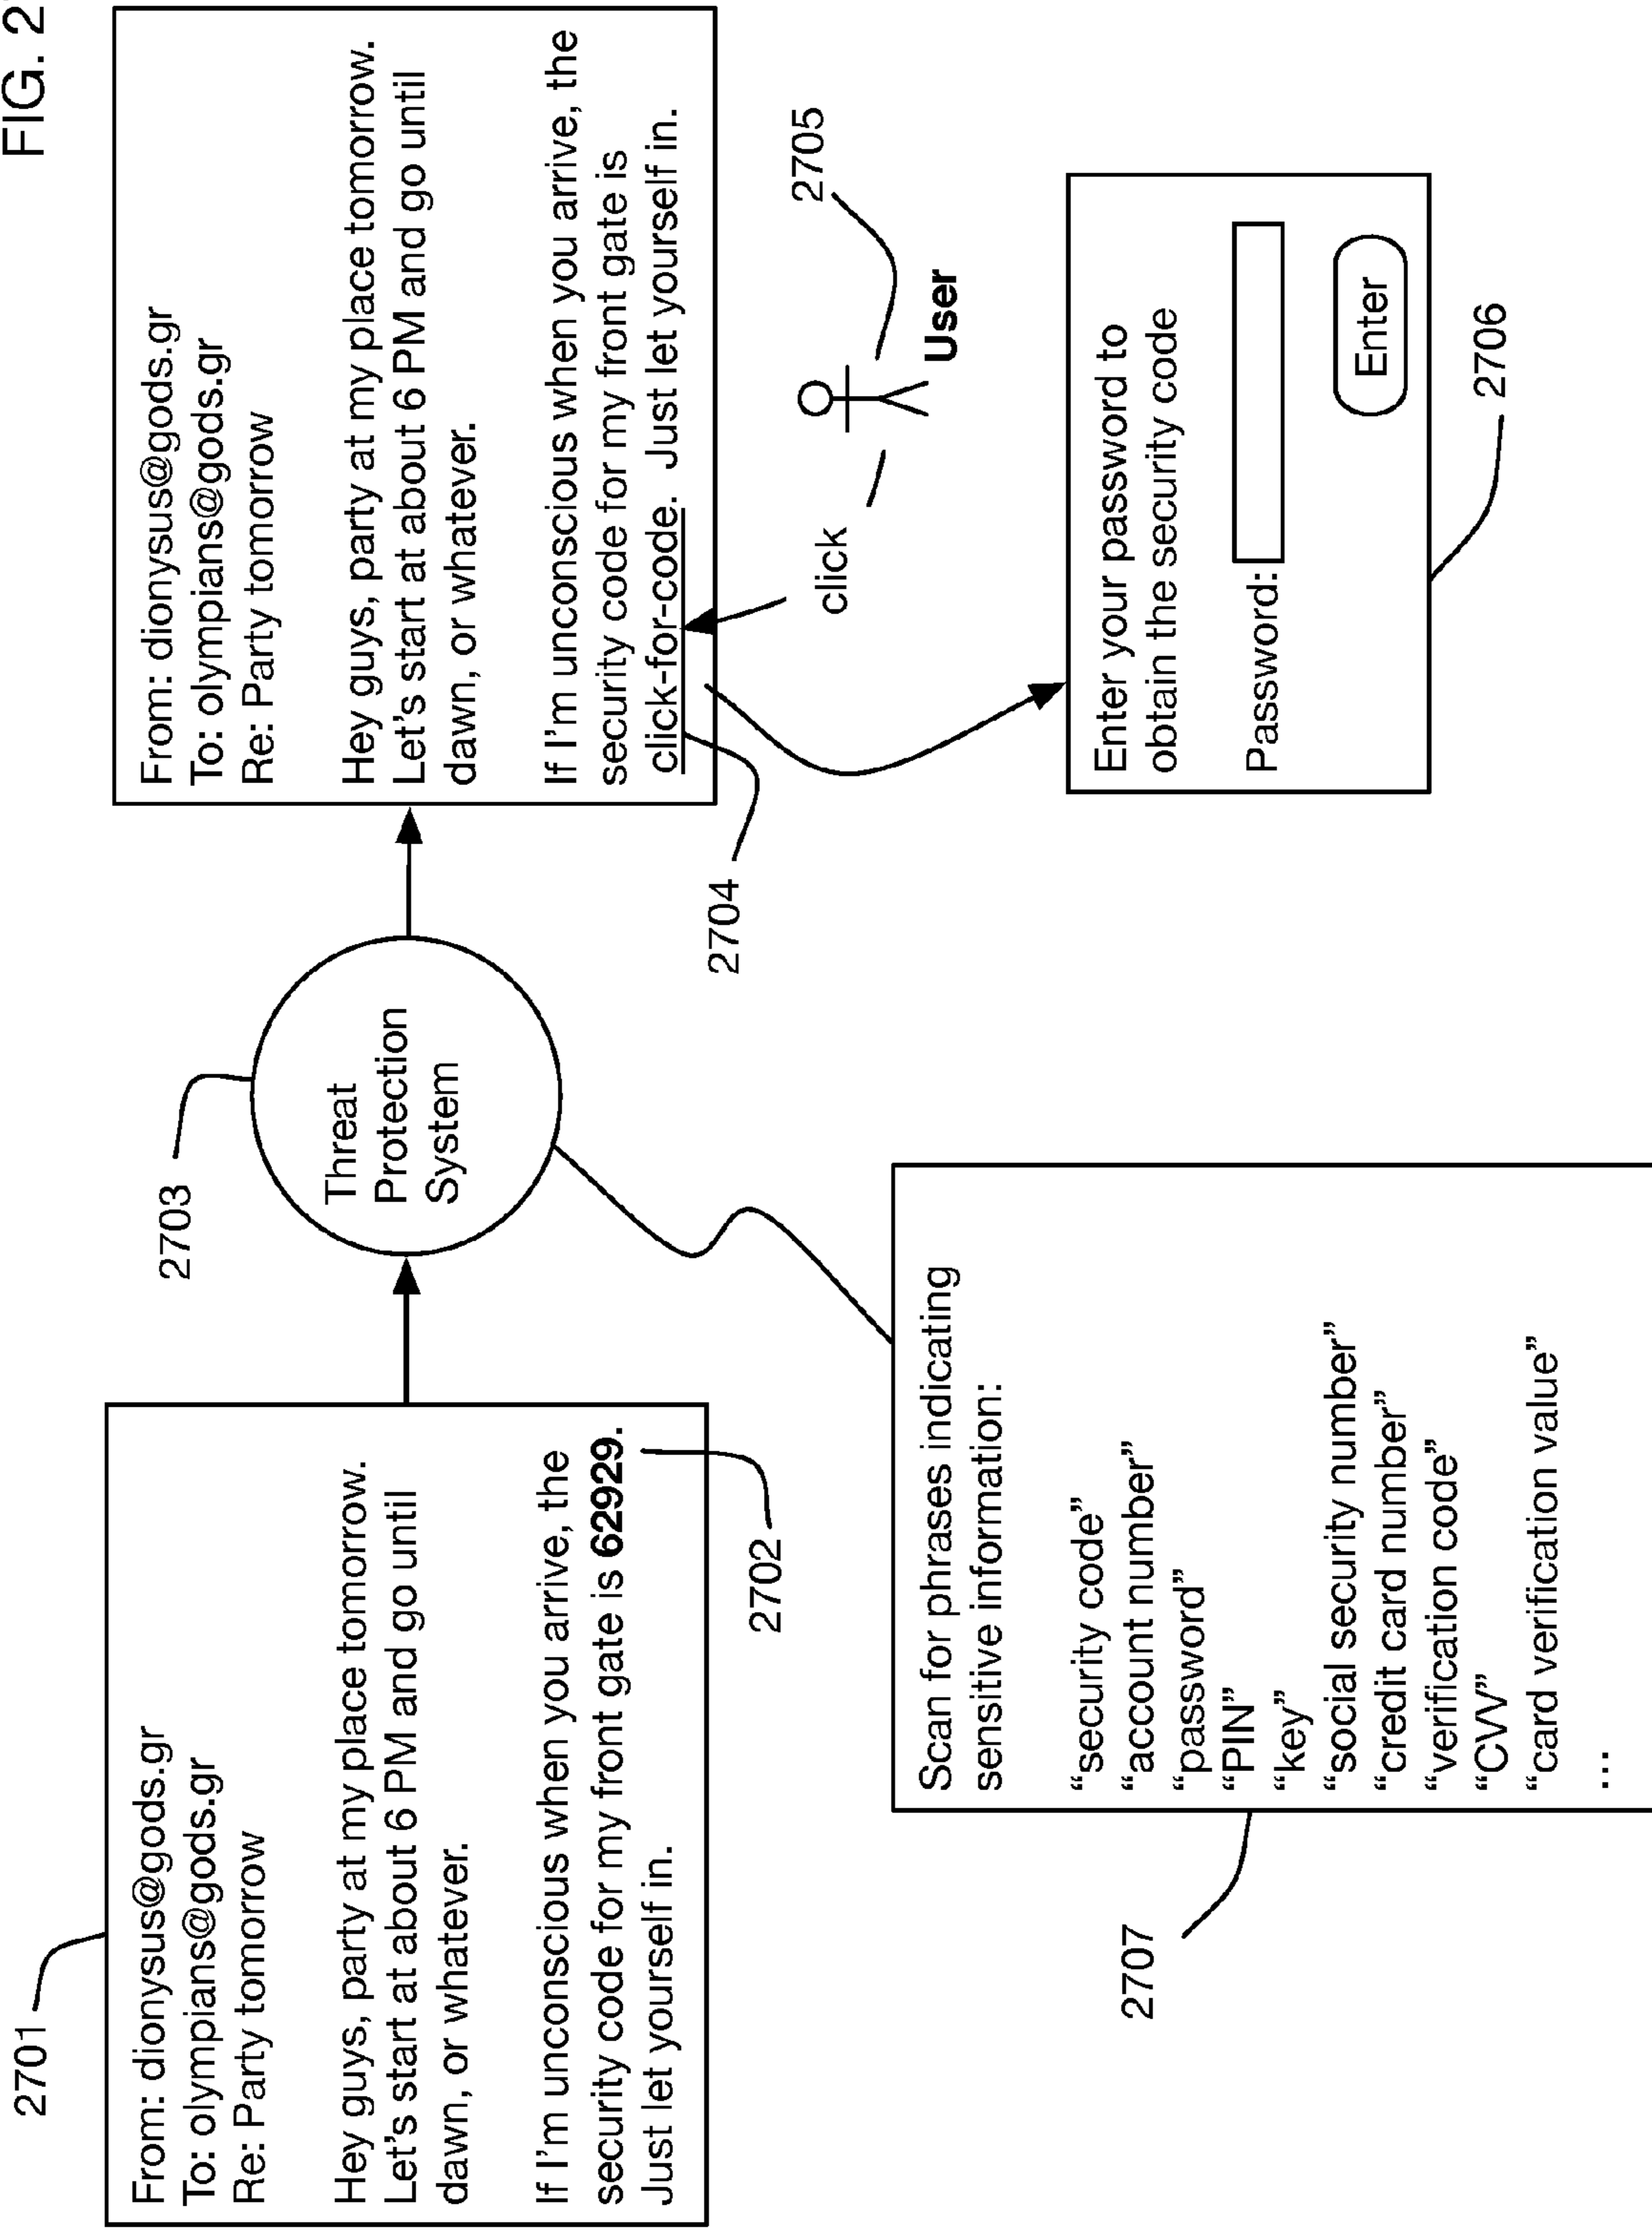 FIG. 2
2701
From: dionysus@gods.gr
To: olympians@gods.gr
Re: Party tomorrow
Hey guys, party at my place tomorrow.
Let's start at about 6 PM and go until
dawn, or whatever.
If I'm unconscious when you arrive, the
security code for my front gate is 62929.
Just let yourself in.
2702
2703
Threat
Protection
System
From: dionysus@gods.gr
To: olympians@gods.gr
Re: Party tomorrow
Hey guys, party at my place tomorrow.
Let's start at about 6 PM and go until
dawn, or whatever.
If I'm unconscious when you arrive, the
security code for my front gate is
click-for-code. Just let yourself in.
2704
click
User
2705
Enter your password to
obtain the security code
Password:
Enter
2706
2707
Scan for phrases indicating
sensitive information:
“security code”
“account number”
“password”
“PIN”
“key”
“social security number”
“credit card number”
“verification code”
“CVV”
“card verification value”
...